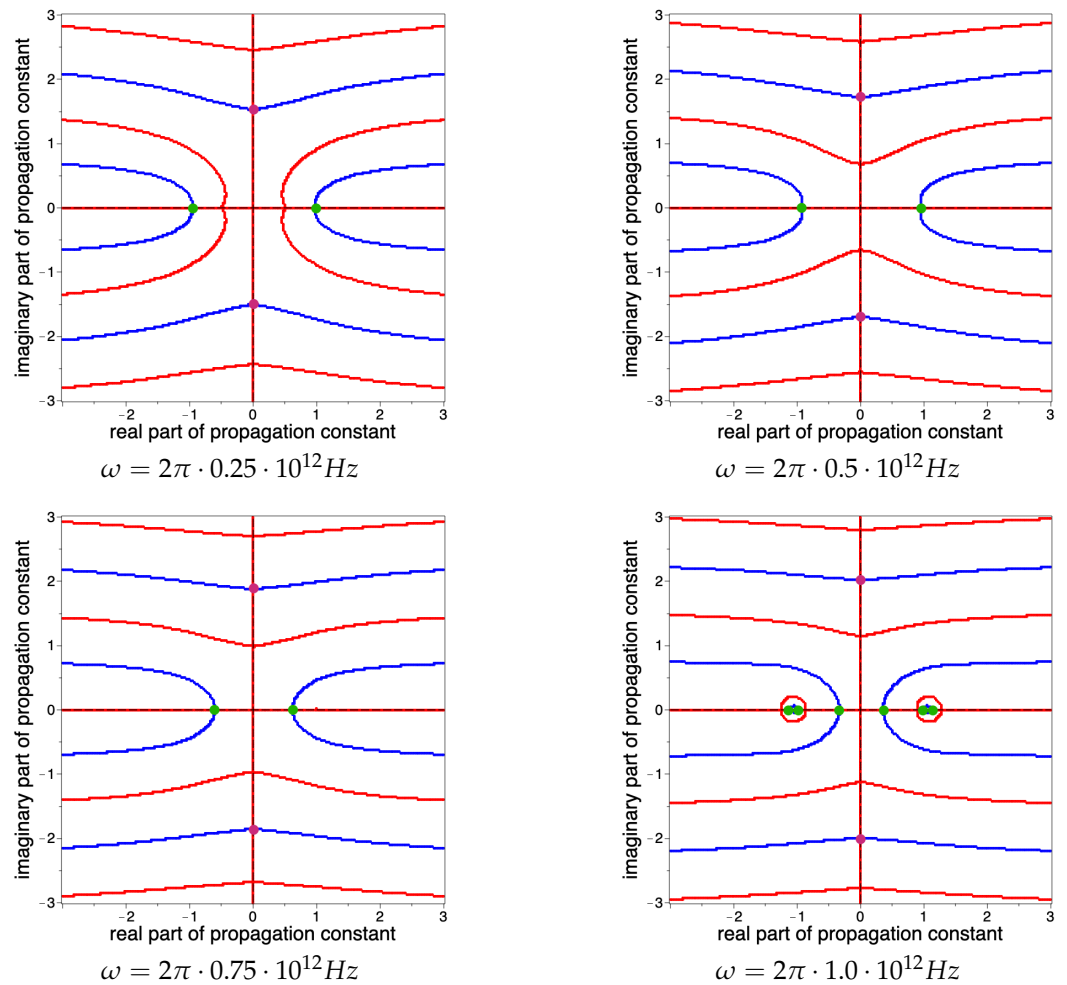 imaginary part of propagation constant
3
2
1
0
−1
−2
−3
−2 −1 0 1 2 3
real part of propagation constant
ω = 2π · 0.25 · 10¹²Hz
imaginary part of propagation constant
3
2
1
0
−1
−2
−3
−2 −1 0 1 2 3
real part of propagation constant
ω = 2π · 0.5 · 10¹²Hz
imaginary part of propagation constant
3
2
1
0
−1
−2
−3
−2 −1 0 1 2 3
real part of propagation constant
ω = 2π · 0.75 · 10¹²Hz
imaginary part of propagation constant
3
2
1
0
−1
−2
−3
−2 −1 0 1 2 3
real part of propagation constant
ω = 2π · 1.0 · 10¹²Hz